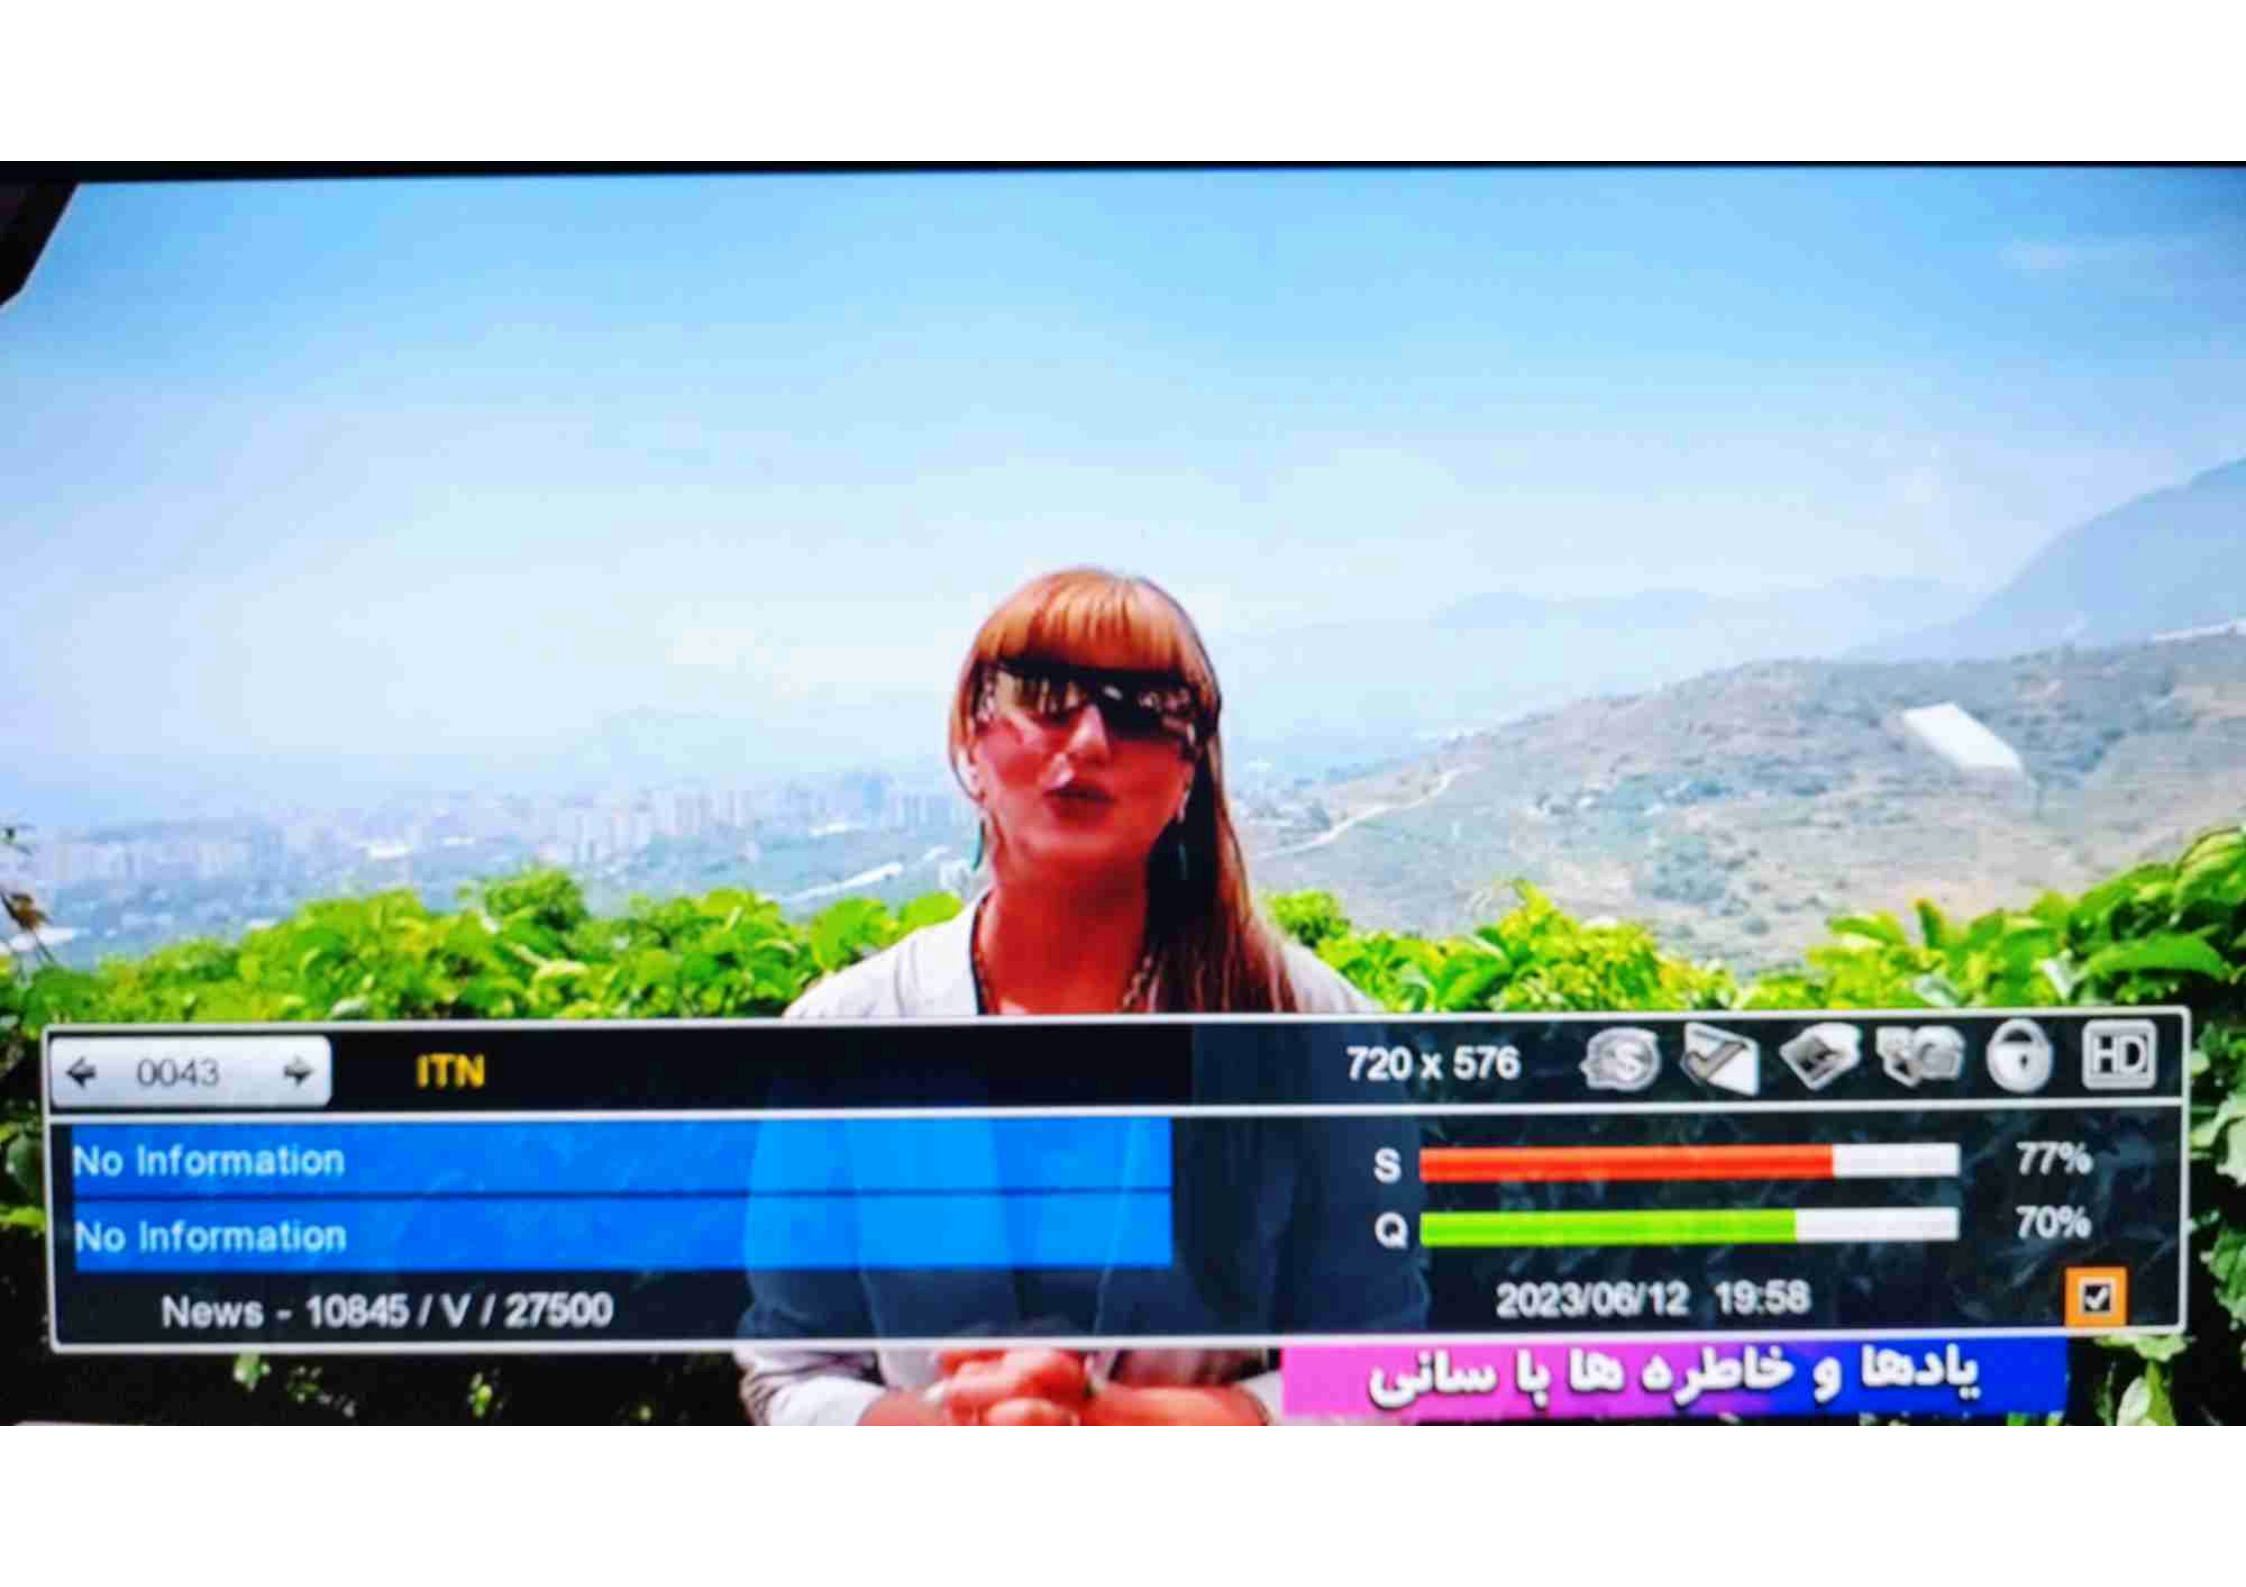 0043 ITN 720 x 576 HD
No Information
S 77%
No Information
Q 70%
News - 10845 / V / 27500
2023/06/12 19:58
یادها و خاطره ها با سانی